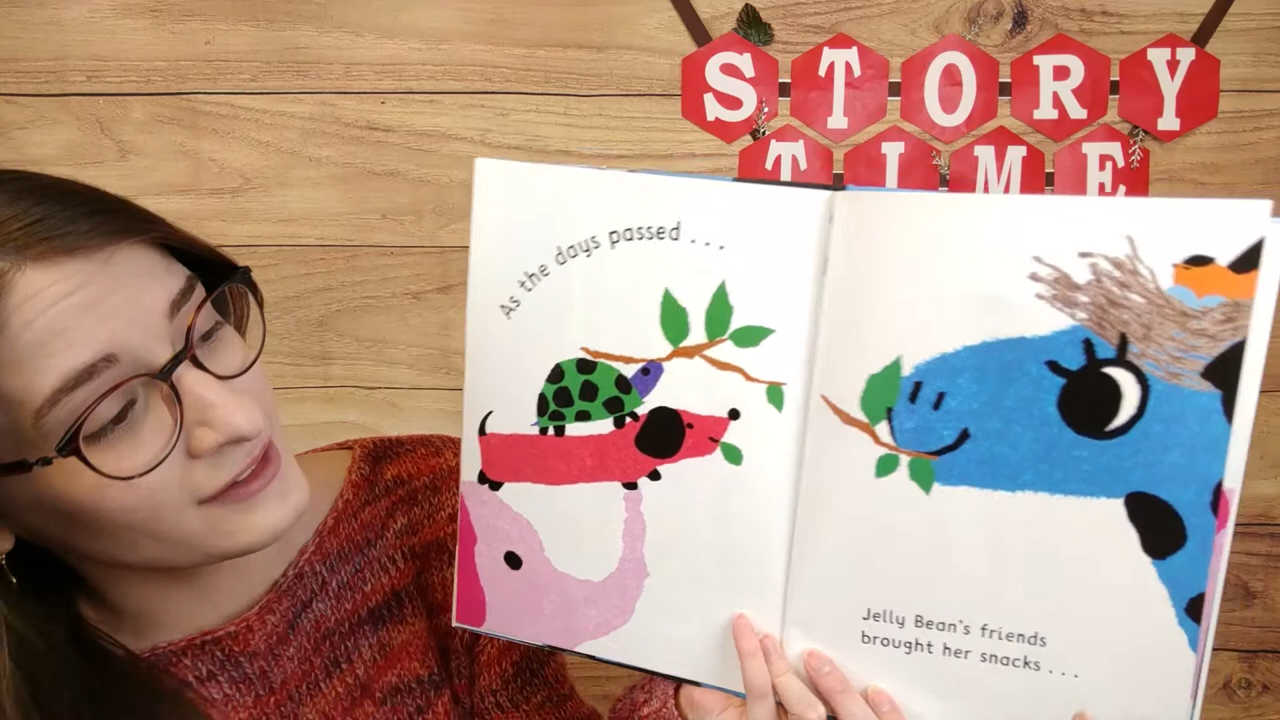 STORY
TIME
As the days passed . . .
Jelly Bean's friends
brought her snacks . . .